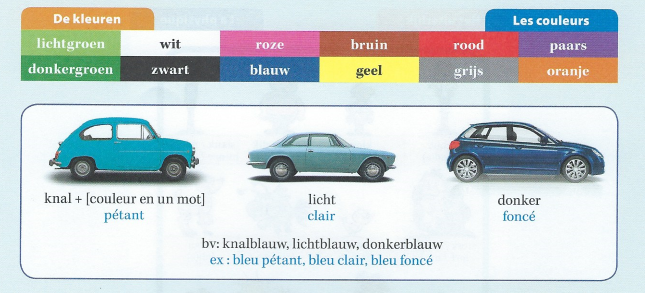 De kleuren
Les couleurs
lichtgroen wit roze bruin rood paars
donkergroen zwart blauw geel grijs oranje
knal + [couleur en un mot] licht donker
pétant clair foncé
bv: knalblauw, lichtblauw, donkerblauw
ex : bleu pétant, bleu clair, bleu foncé